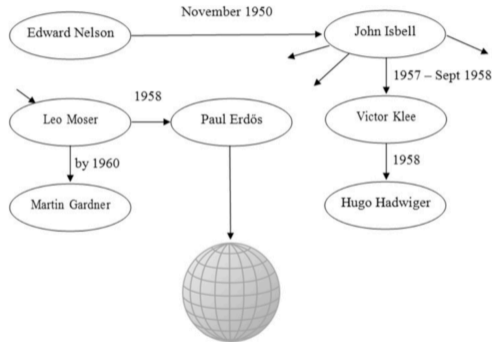 November 1950
Edward Nelson
John Isbell
1957 – Sept 1958
1958
Leo Moser
Paul Erdős
Victor Klee
by 1960
1958
Martin Gardner
Hugo Hadwiger